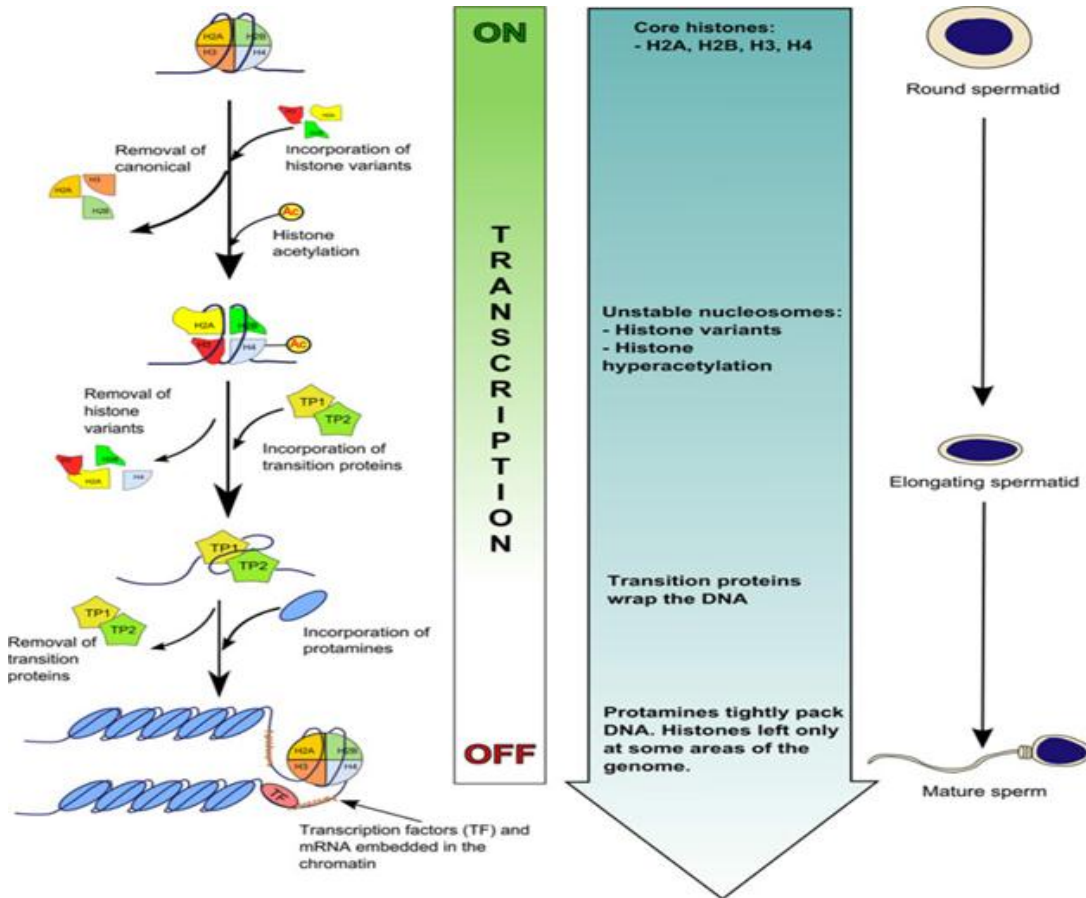 H2A H2B
H3 H4
Removal of
canonical
H2A
H3
H2B
H2A
Incorporation of
histone variants
Ac
Histone
acetylation
H2A
H4
Ac
Removal of
histone
variants
H2A
H4
TP1
TP2
Incorporation of
transition proteins
TP1
TP2
TP1
TP2
Removal of
transition
proteins
Incorporation of
protamines
H2A H2B
H3 H4
TF
Transcription factors (TF) and
mRNA embedded in the
chromatin
ON
TRANSCRIPTION
OFF
Core histones:
- H2A, H2B, H3, H4
Unstable nucleosomes:
- Histone variants
- Histone
hyperacetylation
Transition proteins
wrap the DNA
Protamines tightly pack
DNA. Histones left only
at some areas of the
genome.
Round spermatid
Elongating spermatid
Mature sperm